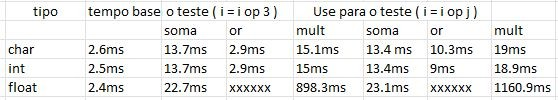 tipo tempo base o teste ( i = i op 3 ) Use para o teste ( i = i op j )
soma or mult soma or mult
char 2.6ms 13.7ms 2.9ms 15.1ms 13.4 ms 10.3ms 19ms
int 2.5ms 13.7ms 2.9ms 15ms 13.4ms 9ms 18.9ms
float 2.4ms 22.7ms xxxxxx 898.3ms 23.1ms xxxxxx 1160.9ms